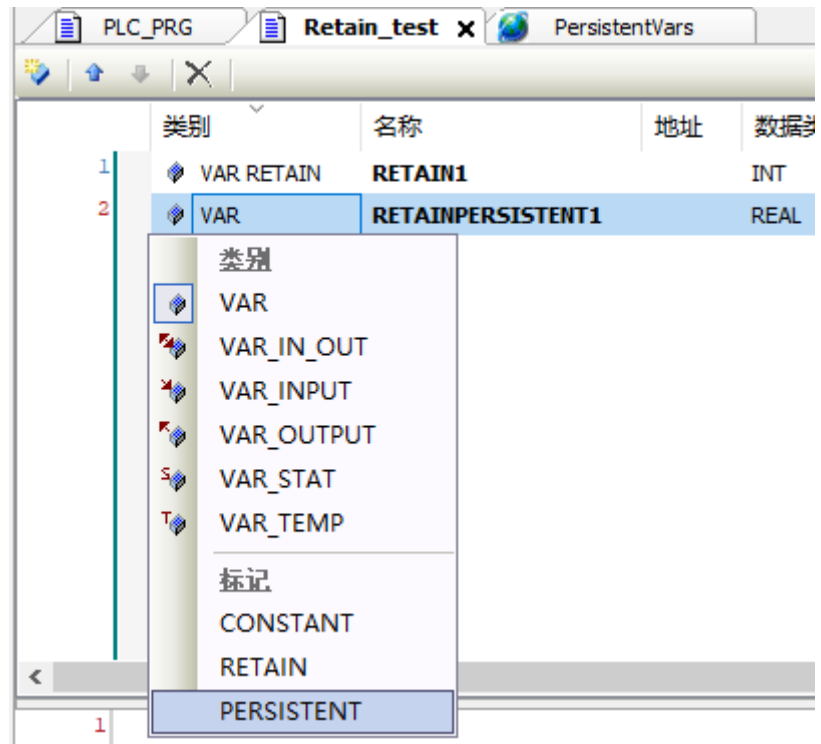 PLC_PRG Retain_test x PersistentVars
类别 名称 地址 数据类
1 VAR RETAIN RETAIN1 INT
2 VAR RETAINPERSISTENT1 REAL
类别
VAR
VAR_IN_OUT
VAR_INPUT
S VAR_OUTPUT
S VAR_STAT
T VAR_TEMP
标记
CONSTANT
RETAIN
PERSISTENT
1